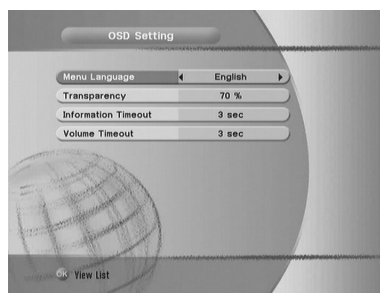 OSD Setting
Menu Language English
Transparency 70 %
Information Timeout 3 sec
Volume Timeout 3 sec
OK View List